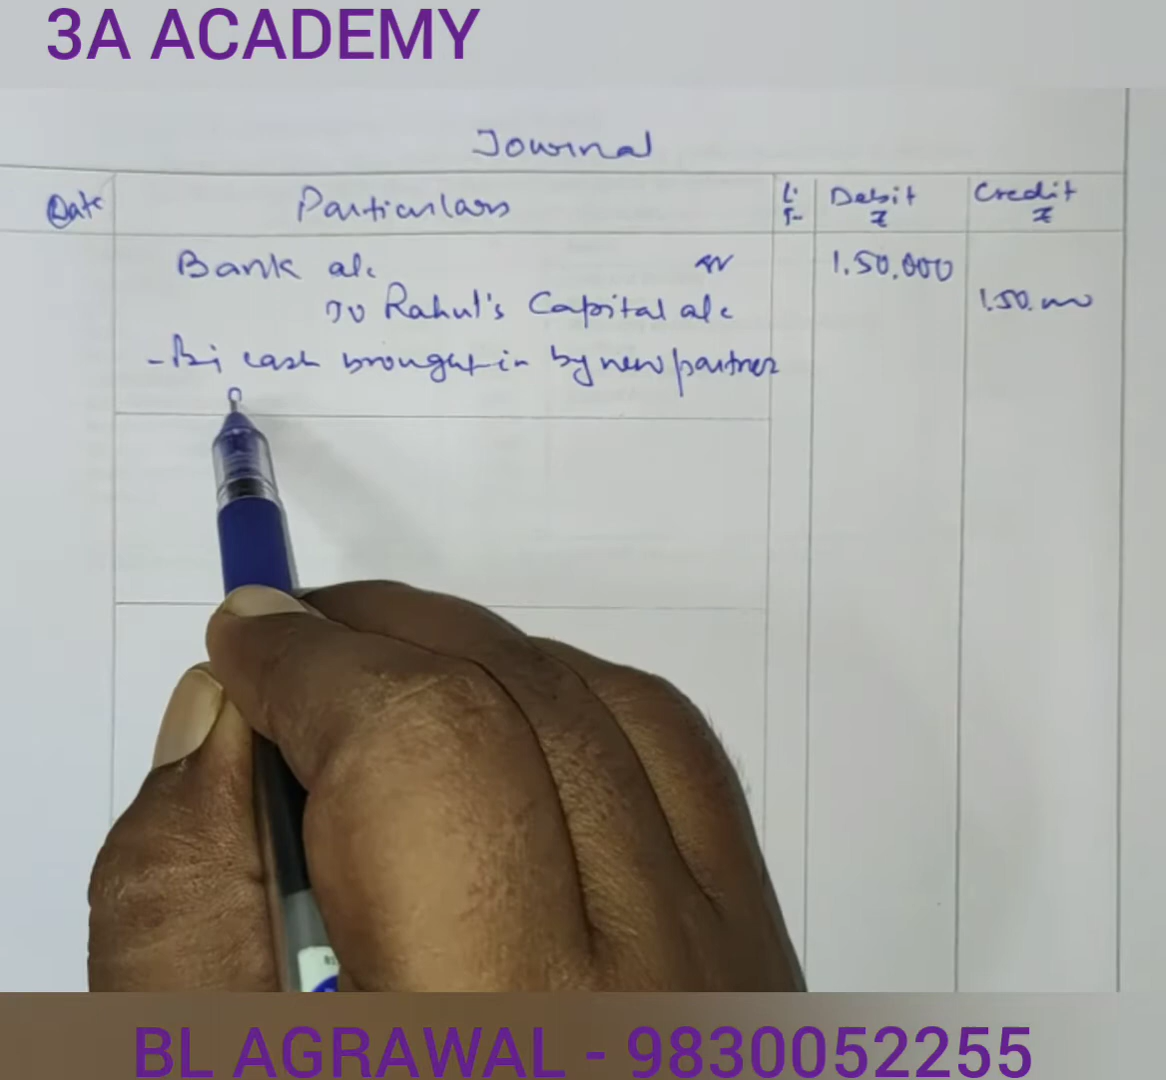 3A ACADEMY
Journal
Date Particulars L.F. Debit ₹ Credit ₹
Bank a/c Dr 1,50,000
To Rahul's Capital a/c 1,50,000
- Bi cash brought in by new partner
BL AGRAWAL - 9830052255